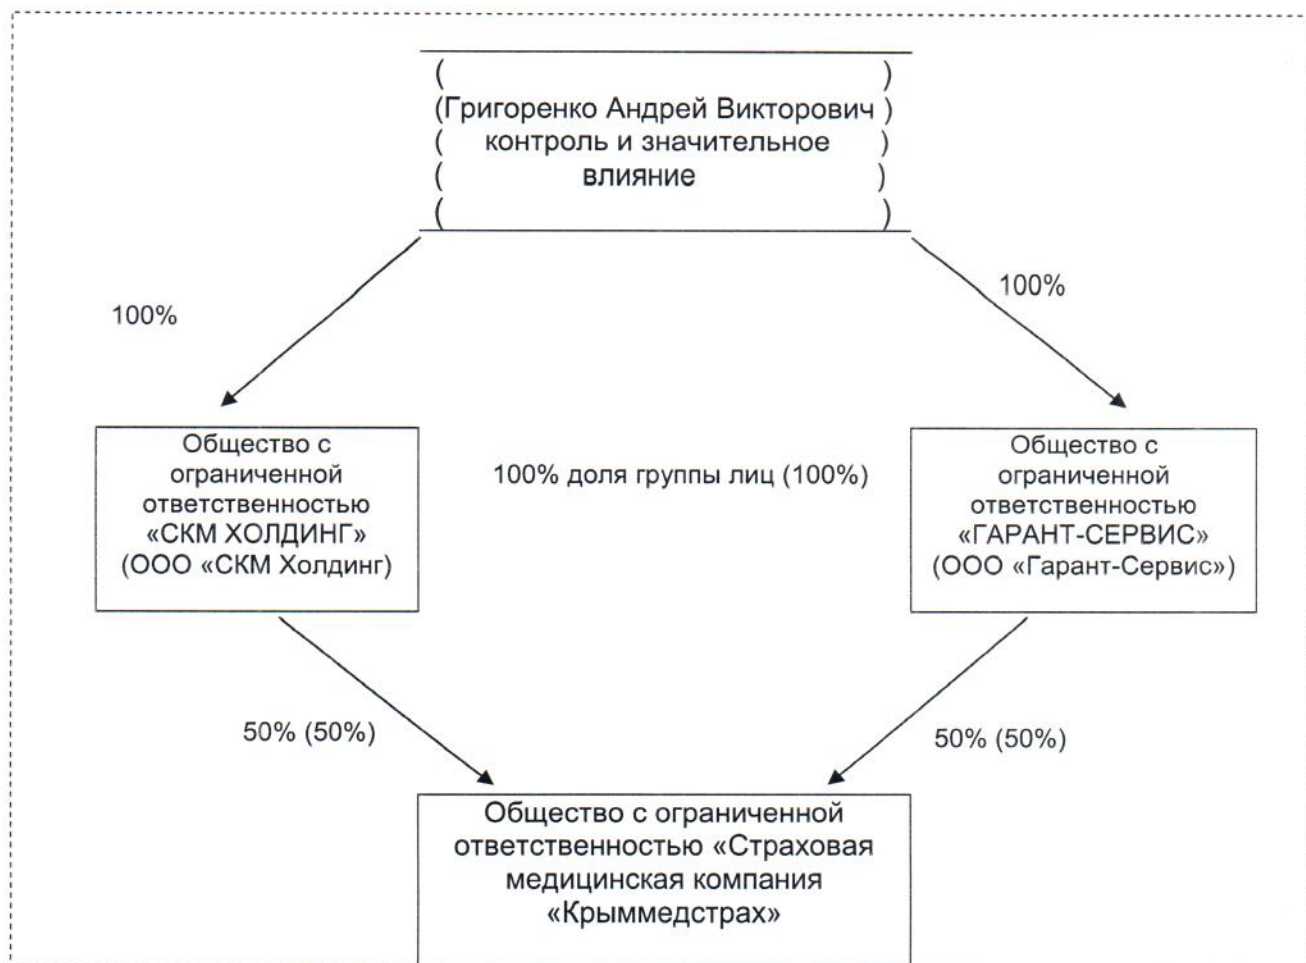 (                                        )
(Григоренко Андрей Викторович )
(     контроль и значительное     )
(                 влияние                 )
(                                        )
100%
100%
Общество с
ограниченной
ответственностью
«СКМ ХОЛДИНГ»
(ООО «СКМ Холдинг)
100% доля группы лиц (100%)
Общество с
ограниченной
ответственностью
«ГАРАНТ-СЕРВИС»
(ООО «Гарант-Сервис»)
50% (50%)
50% (50%)
Общество с ограниченной
ответственностью «Страховая
медицинская компания
«Крыммедстрах»